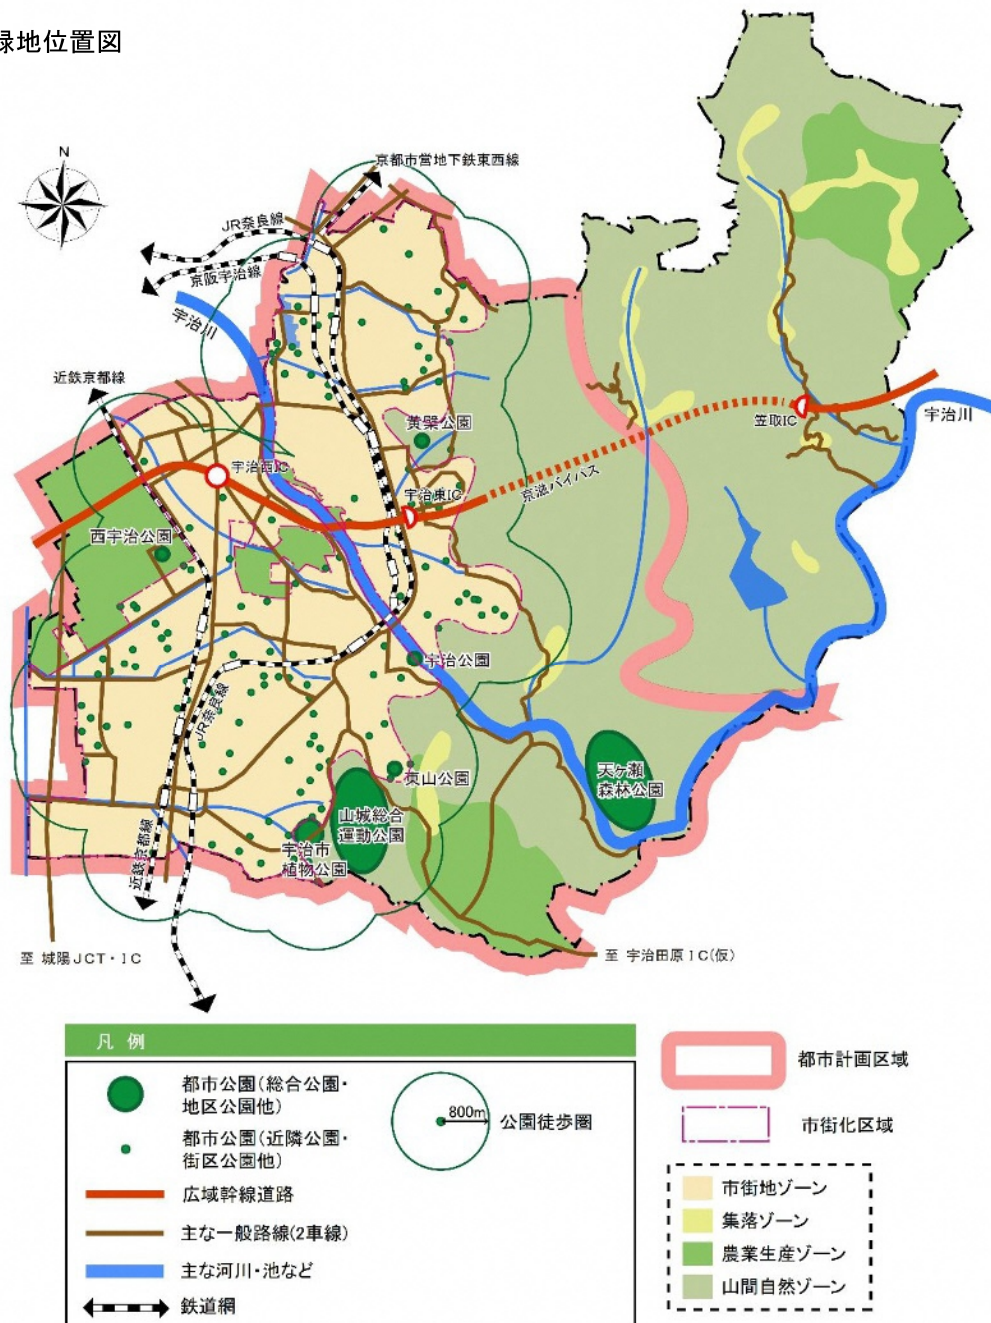 緑地位置図
N
京都市営地下鉄東西線
JR奈良線
京阪宇治線
宇治川
近鉄京都線
黄檗公園
宇治西IC
宇治東IC
京滋バイパス
笠取IC
宇治川
西宇治公園
宇治公園
JR奈良線
天ヶ瀬
森林公園
東山公園
山城総合
運動公園
宇治市
植物公園
近鉄京都線
至 城陽JCT・IC
至 宇治田原IC(仮)
凡 例
都市公園(総合公園・
地区公園他)
都市公園(近隣公園・
街区公園他)
広域幹線道路
主な一般路線(2車線)
主な河川・池など
鉄道網
800m
公園徒歩圏
都市計画区域
市街化区域
市街地ゾーン
集落ゾーン
農業生産ゾーン
山間自然ゾーン